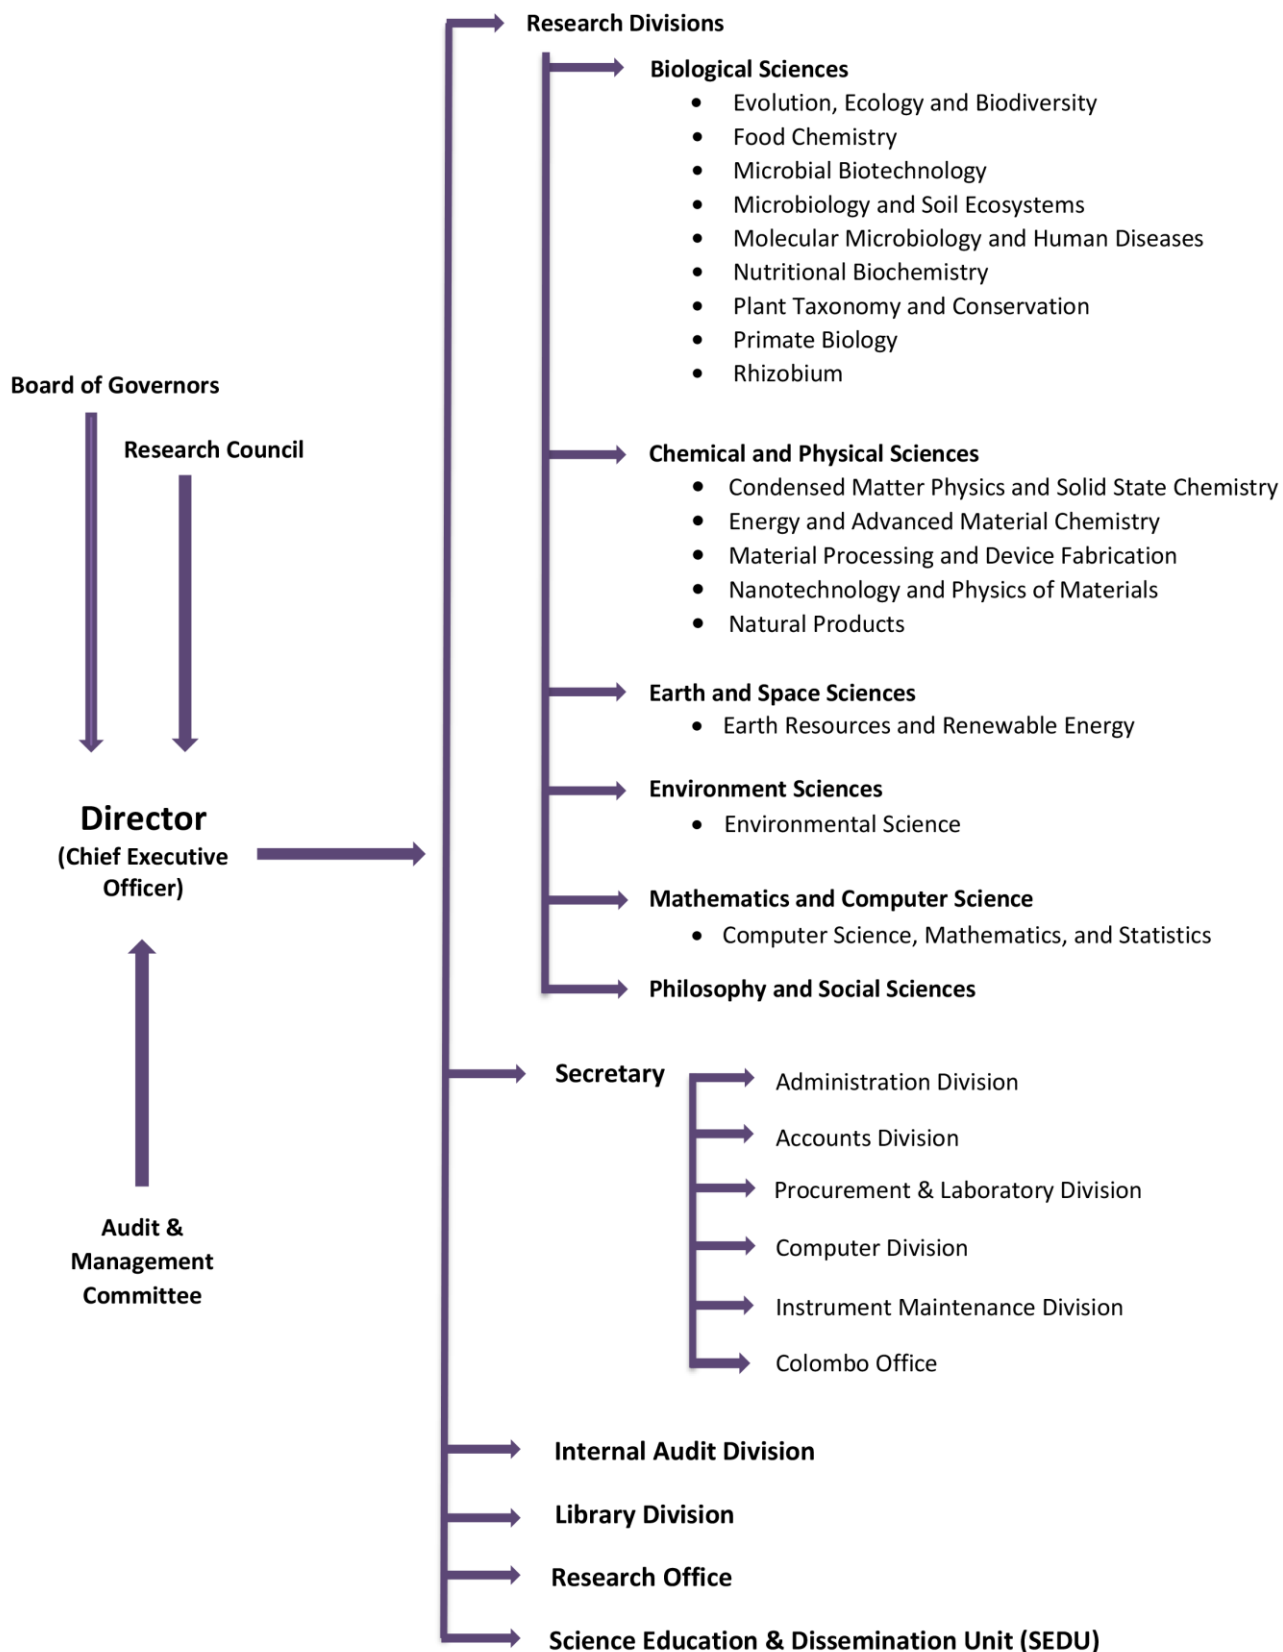 Research Divisions
Biological Sciences
• Evolution, Ecology and Biodiversity
• Food Chemistry
• Microbial Biotechnology
• Microbiology and Soil Ecosystems
• Molecular Microbiology and Human Diseases
• Nutritional Biochemistry
• Plant Taxonomy and Conservation
• Primate Biology
• Rhizobium
Board of Governors
Research Council
Chemical and Physical Sciences
• Condensed Matter Physics and Solid State Chemistry
• Energy and Advanced Material Chemistry
• Material Processing and Device Fabrication
• Nanotechnology and Physics of Materials
• Natural Products
Earth and Space Sciences
• Earth Resources and Renewable Energy
Environment Sciences
• Environmental Science
Director
(Chief Executive
Officer)
Mathematics and Computer Science
• Computer Science, Mathematics, and Statistics
Philosophy and Social Sciences
Secretary
Administration Division
Accounts Division
Procurement & Laboratory Division
Computer Division
Instrument Maintenance Division
Colombo Office
Audit &
Management
Committee
Internal Audit Division
Library Division
Research Office
Science Education & Dissemination Unit (SEDU)